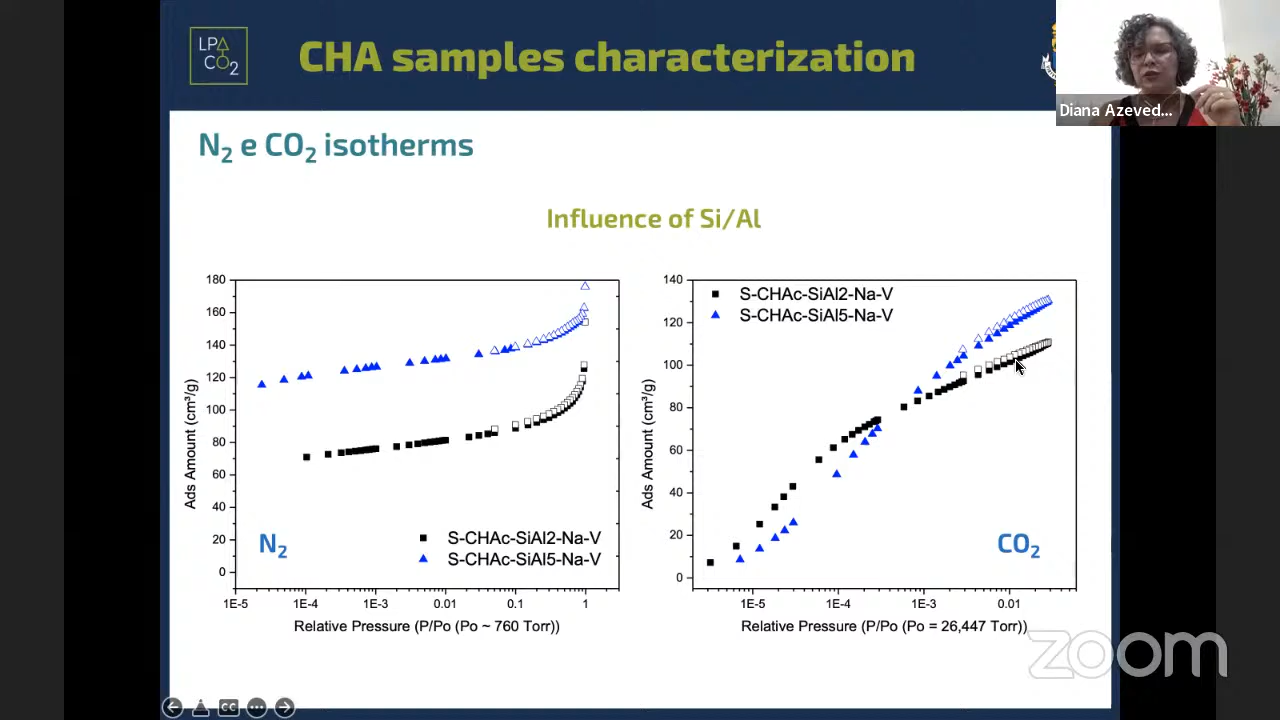 LPA
CO2
CHA samples characterization
Diana Azeved...
N2 e CO2 isotherms
Influence of Si/Al
180
160
140
120
100
80
60
40
20
0
Ads Amount (cm³/g)
1E-5 1E-4 1E-3 0.01 0.1 1
Relative Pressure (P/Po (Po ~ 760 Torr))
N2
S-CHAc-SiAl2-Na-V
S-CHAc-SiAl5-Na-V
140
120
100
80
60
40
20
0
Ads Amount (cm³/g)
S-CHAc-SiAl2-Na-V
S-CHAc-SiAl5-Na-V
CO2
1E-5 1E-4 1E-3 0.01
Relative Pressure (P/Po (Po = 26,447 Torr))
zoom
CC